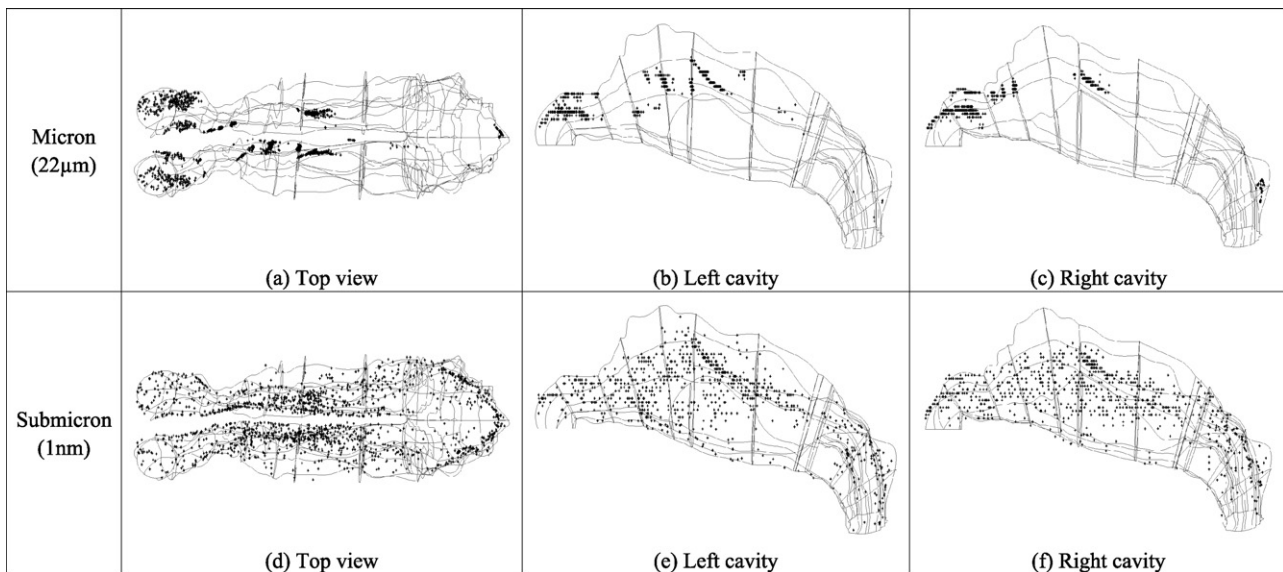 Micron
(22µm)
(a) Top view
(b) Left cavity
(c) Right cavity
Submicron
(1nm)
(d) Top view
(e) Left cavity
(f) Right cavity